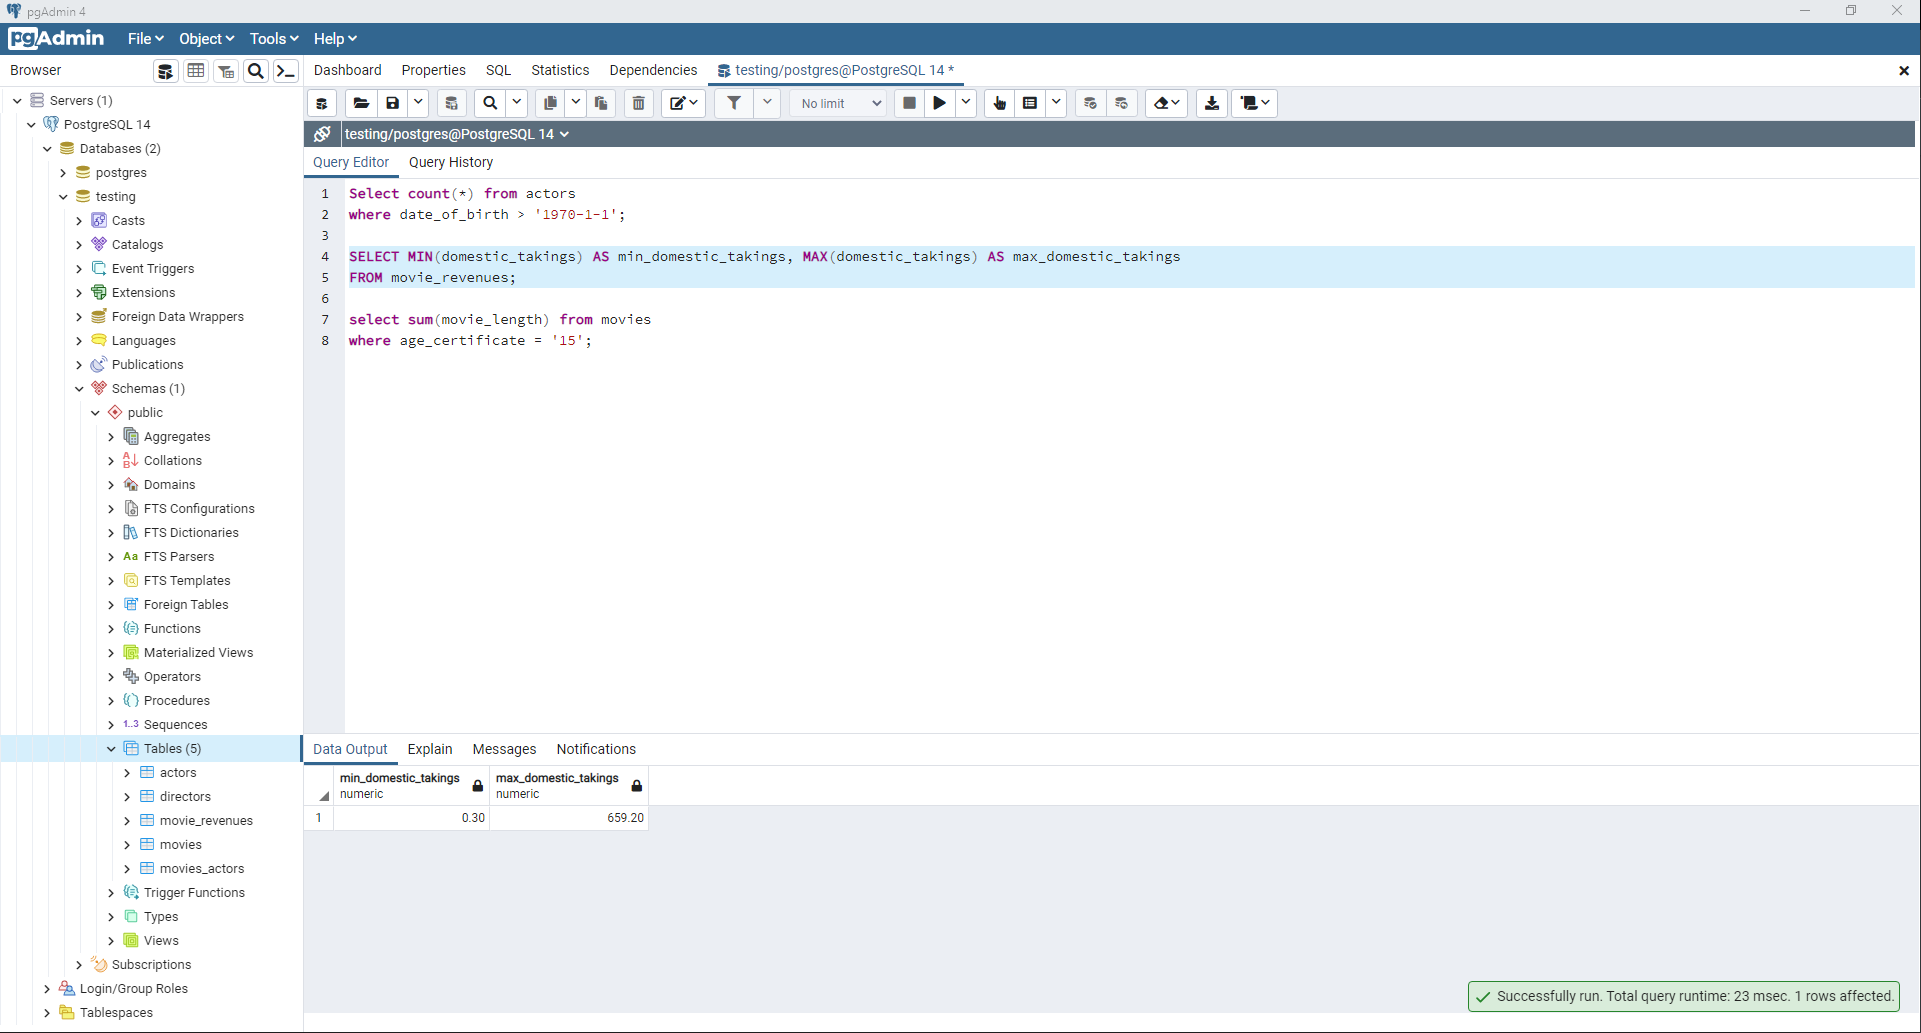 pgAdmin 4
pgAdmin File Object Tools Help
Browser
Dashboard Properties SQL Statistics Dependencies testing/postgres@PostgreSQL 14 *
No limit
testing/postgres@PostgreSQL 14
Query Editor Query History
Servers (1)
PostgreSQL 14
Databases (2)
postgres
testing
Casts
Catalogs
Event Triggers
Extensions
Foreign Data Wrappers
Languages
Publications
Schemas (1)
public
Aggregates
Collations
Domains
FTS Configurations
FTS Dictionaries
Aa FTS Parsers
FTS Templates
Foreign Tables
Functions
Materialized Views
Operators
Procedures
1..3 Sequences
Tables (5)
actors
directors
movie_revenues
movies
movies_actors
Trigger Functions
Types
Views
Subscriptions
Login/Group Roles
Tablespaces
1 Select count(*) from actors
2 where date_of_birth > '1970-1-1';
3
4 SELECT MIN(domestic_takings) AS min_domestic_takings, MAX(domestic_takings) AS max_domestic_takings
5 FROM movie_revenues;
6
7 select sum(movie_length) from movies
8 where age_certificate = '15';
Data Output Explain Messages Notifications
min_domestic_takings max_domestic_takings
numeric numeric
1 0.30 659.20
Successfully run. Total query runtime: 23 msec. 1 rows affected.